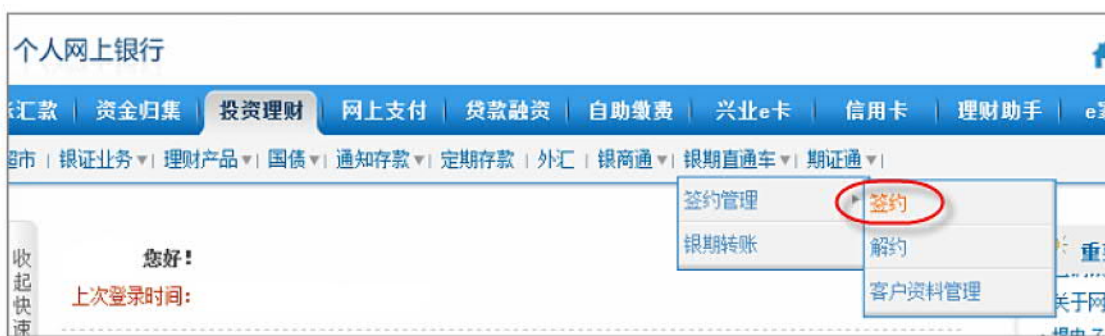 个人网上银行
汇款 资金归集 投资理财 网上支付 贷款融资 自助缴费 兴业e卡 信用卡 理财助手 e
超市 银证业务 理财产品 国债 通知存款 定期存款 外汇 银商通 银期直通车 期证通
签约管理 签约
银期转账 解约
客户资料管理
您好!
上次登录时间:
收起快速
重
关于网